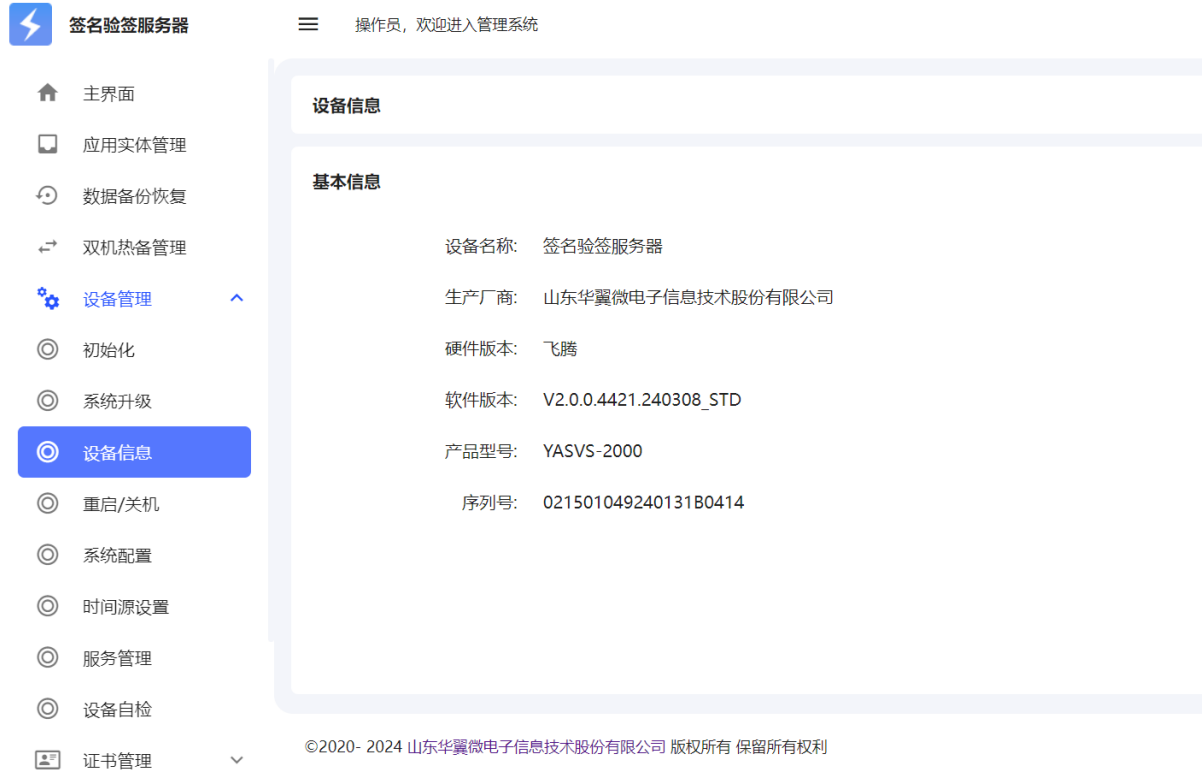 签名验签服务器
操作员，欢迎进入管理系统
主界面
应用实体管理
数据备份恢复
双机热备管理
设备管理
初始化
系统升级
设备信息
重启/关机
系统配置
时间源设置
服务管理
设备自检
证书管理
设备信息
基本信息
设备名称: 签名验签服务器
生产厂商: 山东华翼微电子信息技术股份有限公司
硬件版本: 飞腾
软件版本: V2.0.0.4421.240308_STD
产品型号: YASVS-2000
序列号: 021501049240131B0414
©2020- 2024 山东华翼微电子信息技术股份有限公司 版权所有 保留所有权利